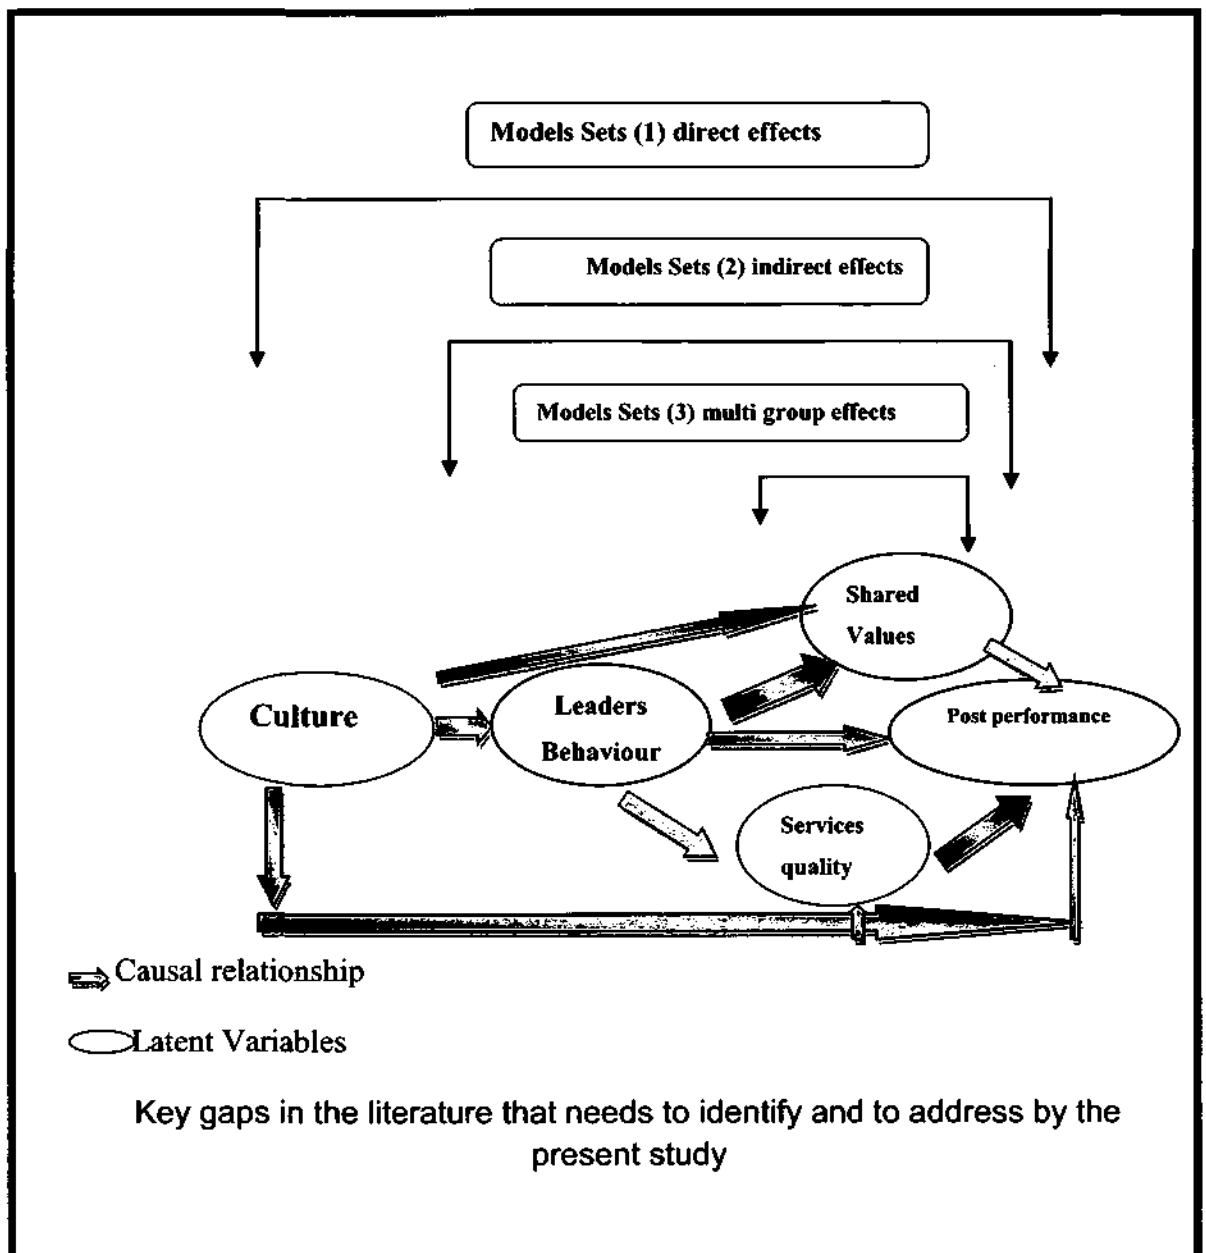 Models Sets (1) direct effects
Models Sets (2) indirect effects
Models Sets (3) multi group effects
Shared
Values
Culture
Leaders
Behaviour
Post performance
Services
quality
Causal relationship
Latent Variables
Key gaps in the literature that needs to identify and to address by the
present study